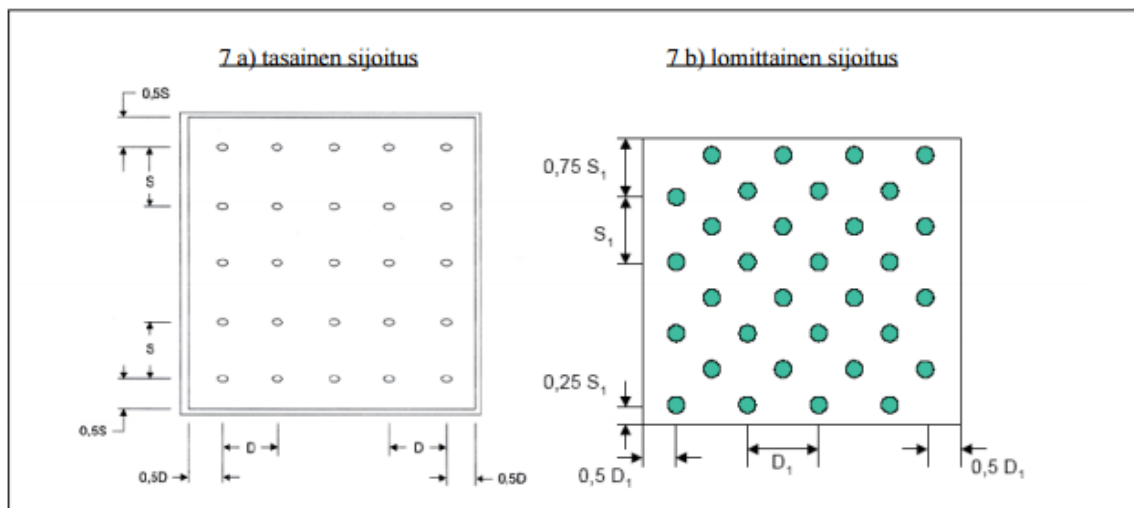 7 a) tasainen sijoitus
0,5S
S
S
0,5S
D
D
0,5D
0.5D
7 b) lomittainen sijoitus
0,75 S₁
S₁
0,25 S₁
0,5 D₁
D₁
0,5 D₁